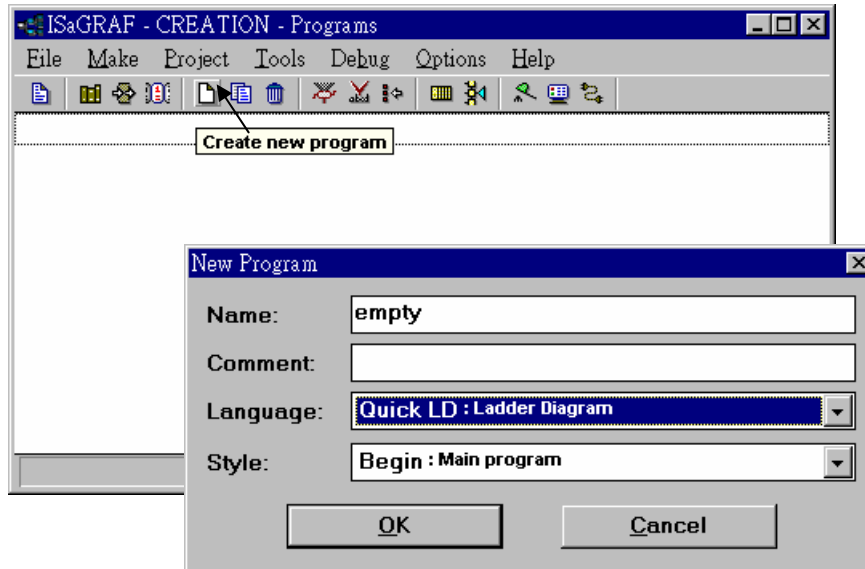 ISaGRAF - CREATION - Programs
File Make Project Tools Debug Options Help
Create new program
New Program
Name: empty
Comment:
Language: Quick LD : Ladder Diagram
Style: Begin : Main program
OK Cancel